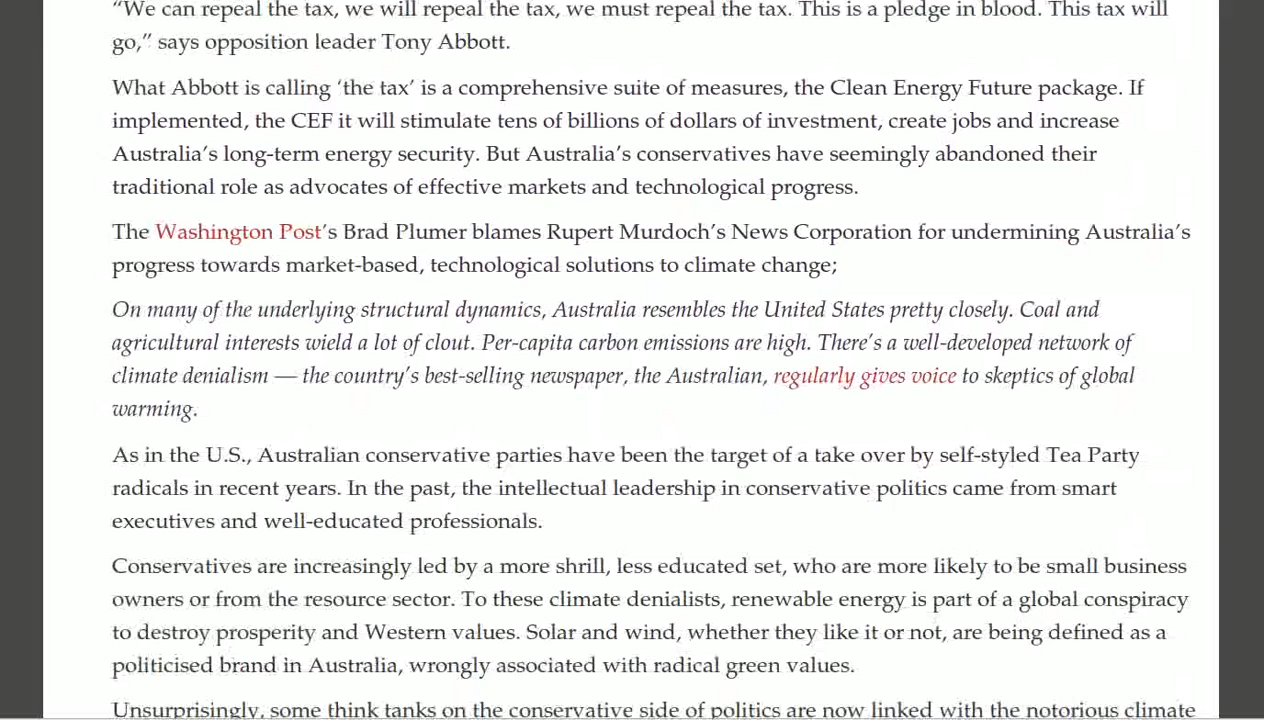 “We can repeal the tax, we will repeal the tax, we must repeal the tax. This is a pledge in blood. This tax will
go,” says opposition leader Tony Abbott.
What Abbott is calling ‘the tax’ is a comprehensive suite of measures, the Clean Energy Future package. If
implemented, the CEF it will stimulate tens of billions of dollars of investment, create jobs and increase
Australia’s long-term energy security. But Australia’s conservatives have seemingly abandoned their
traditional role as advocates of effective markets and technological progress.
The Washington Post’s Brad Plumer blames Rupert Murdoch’s News Corporation for undermining Australia’s
progress towards market-based, technological solutions to climate change;
On many of the underlying structural dynamics, Australia resembles the United States pretty closely. Coal and
agricultural interests wield a lot of clout. Per-capita carbon emissions are high. There’s a well-developed network of
climate denialism — the country’s best-selling newspaper, the Australian, regularly gives voice to skeptics of global
warming.
As in the U.S., Australian conservative parties have been the target of a take over by self-styled Tea Party
radicals in recent years. In the past, the intellectual leadership in conservative politics came from smart
executives and well-educated professionals.
Conservatives are increasingly led by a more shrill, less educated set, who are more likely to be small business
owners or from the resource sector. To these climate denialists, renewable energy is part of a global conspiracy
to destroy prosperity and Western values. Solar and wind, whether they like it or not, are being defined as a
politicised brand in Australia, wrongly associated with radical green values.
Unsurprisingly, some think tanks on the conservative side of politics are now linked with the notorious climate